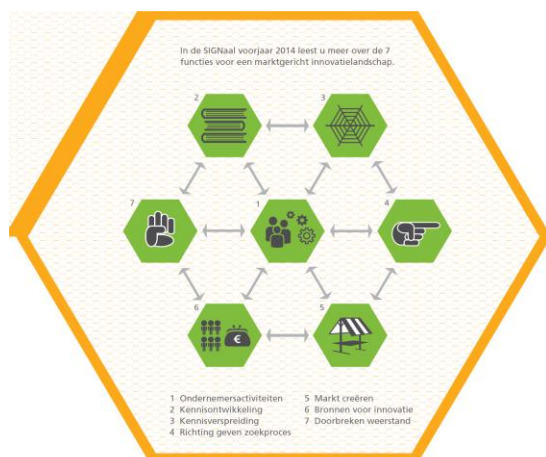 In de SIGNaal voorjaar 2014 leest u meer over de 7
functies voor een marktgericht innovatielandschap.
2
3
7
1
4
6
5
€
1 Ondernemersactiviteiten
2 Kennisontwikkeling
3 Kennisverspreiding
4 Richting geven zoekproces
5 Markt creëren
6 Bronnen voor innovatie
7 Doorbreken weerstand